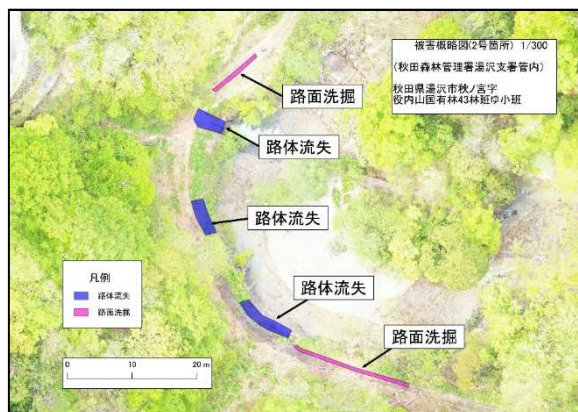 被害概略図(2号箇所) 1/300
(秋田森林管理署湯沢支署管内)
秋田県湯沢市秋ノ宮字
役内山国有林43林班ゆ小班
路面洗掘
路体流失
路体流失
路体流失
路面洗掘
凡例
路体流失
路面洗掘
0 10 20 m